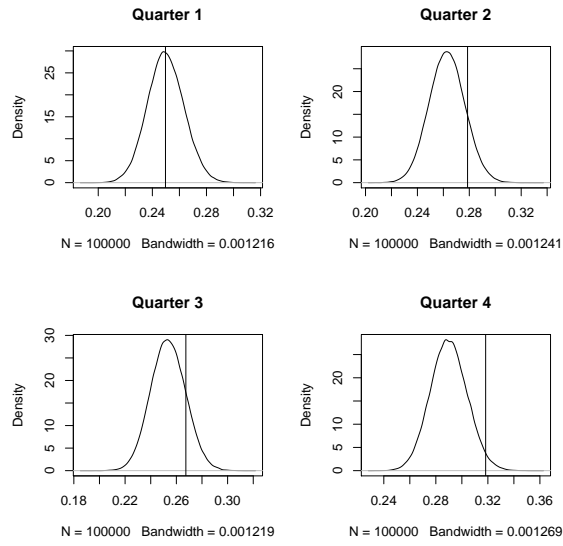 Quarter 1
Density
0 5 15 25
0.20 0.24 0.28 0.32
N = 100000 Bandwidth = 0.001216
Quarter 2
Density
0 5 10 20
0.20 0.24 0.28 0.32
N = 100000 Bandwidth = 0.001241
Quarter 3
Density
0 5 10 20 30
0.18 0.22 0.26 0.30
N = 100000 Bandwidth = 0.001219
Quarter 4
Density
0 5 10 20
0.24 0.28 0.32 0.36
N = 100000 Bandwidth = 0.001269